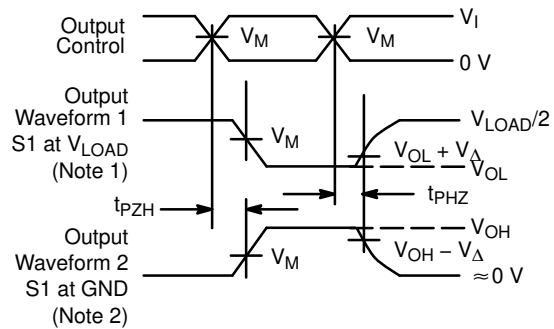 Output
Control
V_M
V_M
V_I
0 V
Output
Waveform 1
S1 at V_LOAD
(Note 1)
V_M
V_LOAD/2
V_OL + V_Δ
V_OL
t_PZH
t_PHZ
Output
Waveform 2
S1 at GND
(Note 2)
V_M
V_OH
V_OH − V_Δ
≈0 V